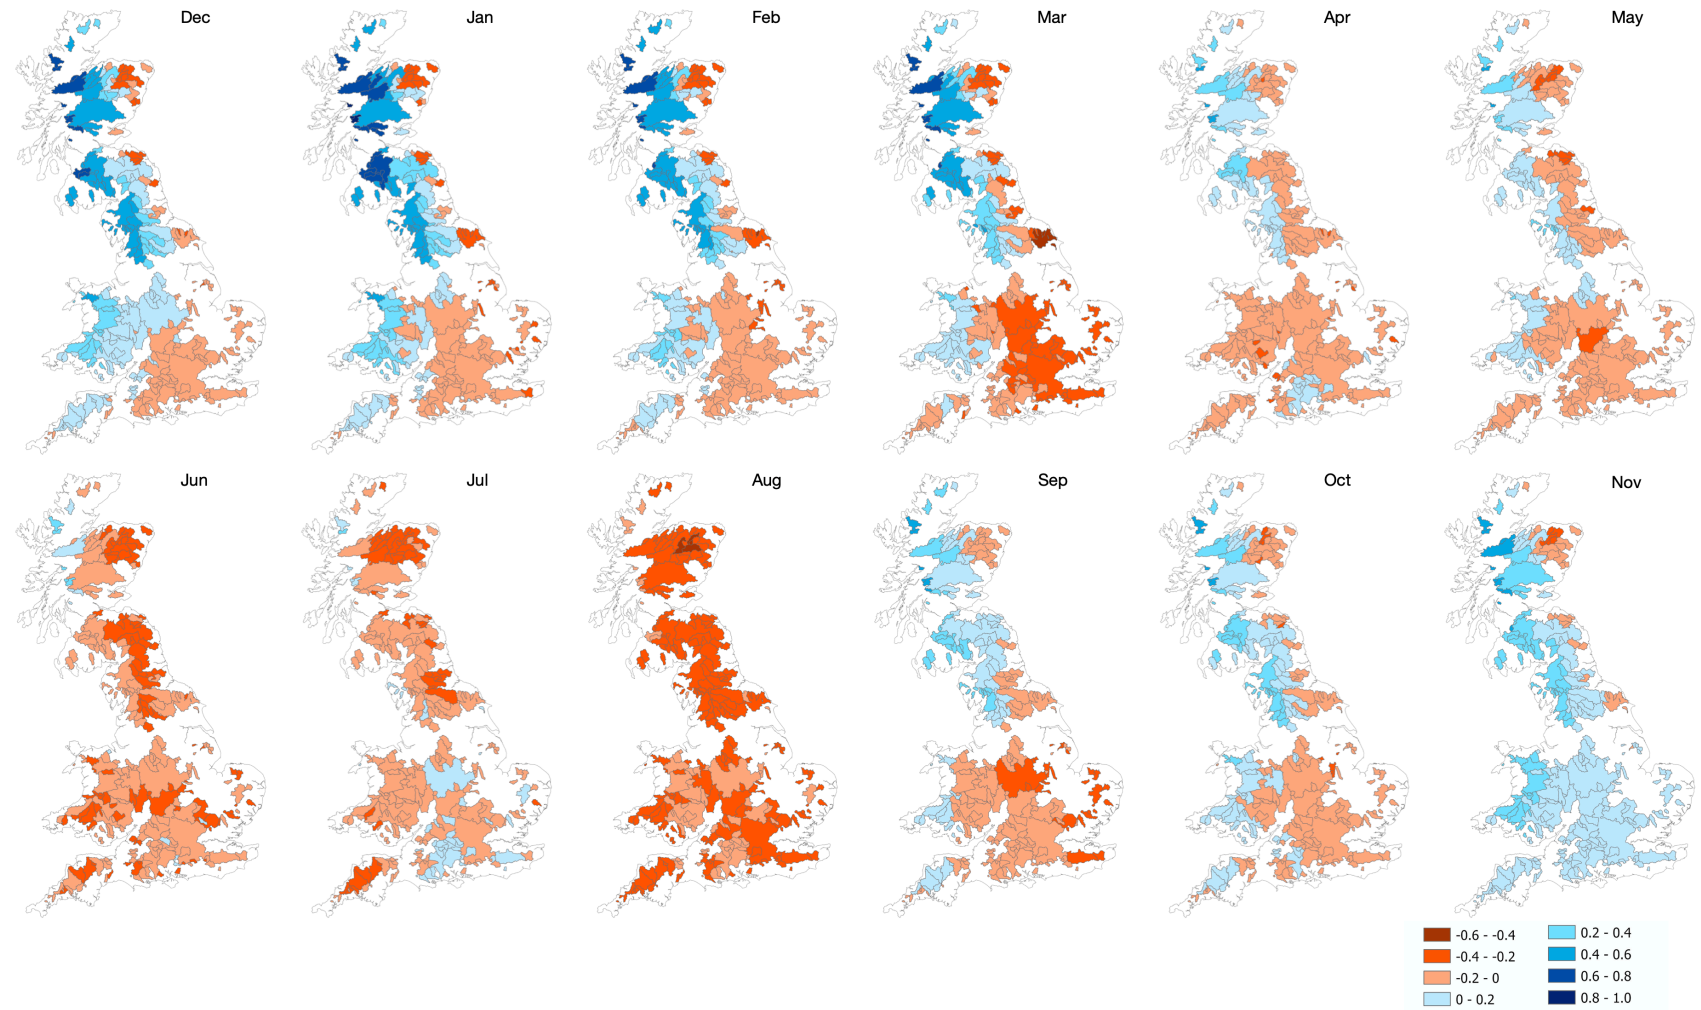 Dec
Jan
Feb
Mar
Apr
May
Jun
Jul
Aug
Sep
Oct
Nov
-0.6 - -0.4
-0.4 - -0.2
-0.2 - 0
0 - 0.2
0.2 - 0.4
0.4 - 0.6
0.6 - 0.8
0.8 - 1.0